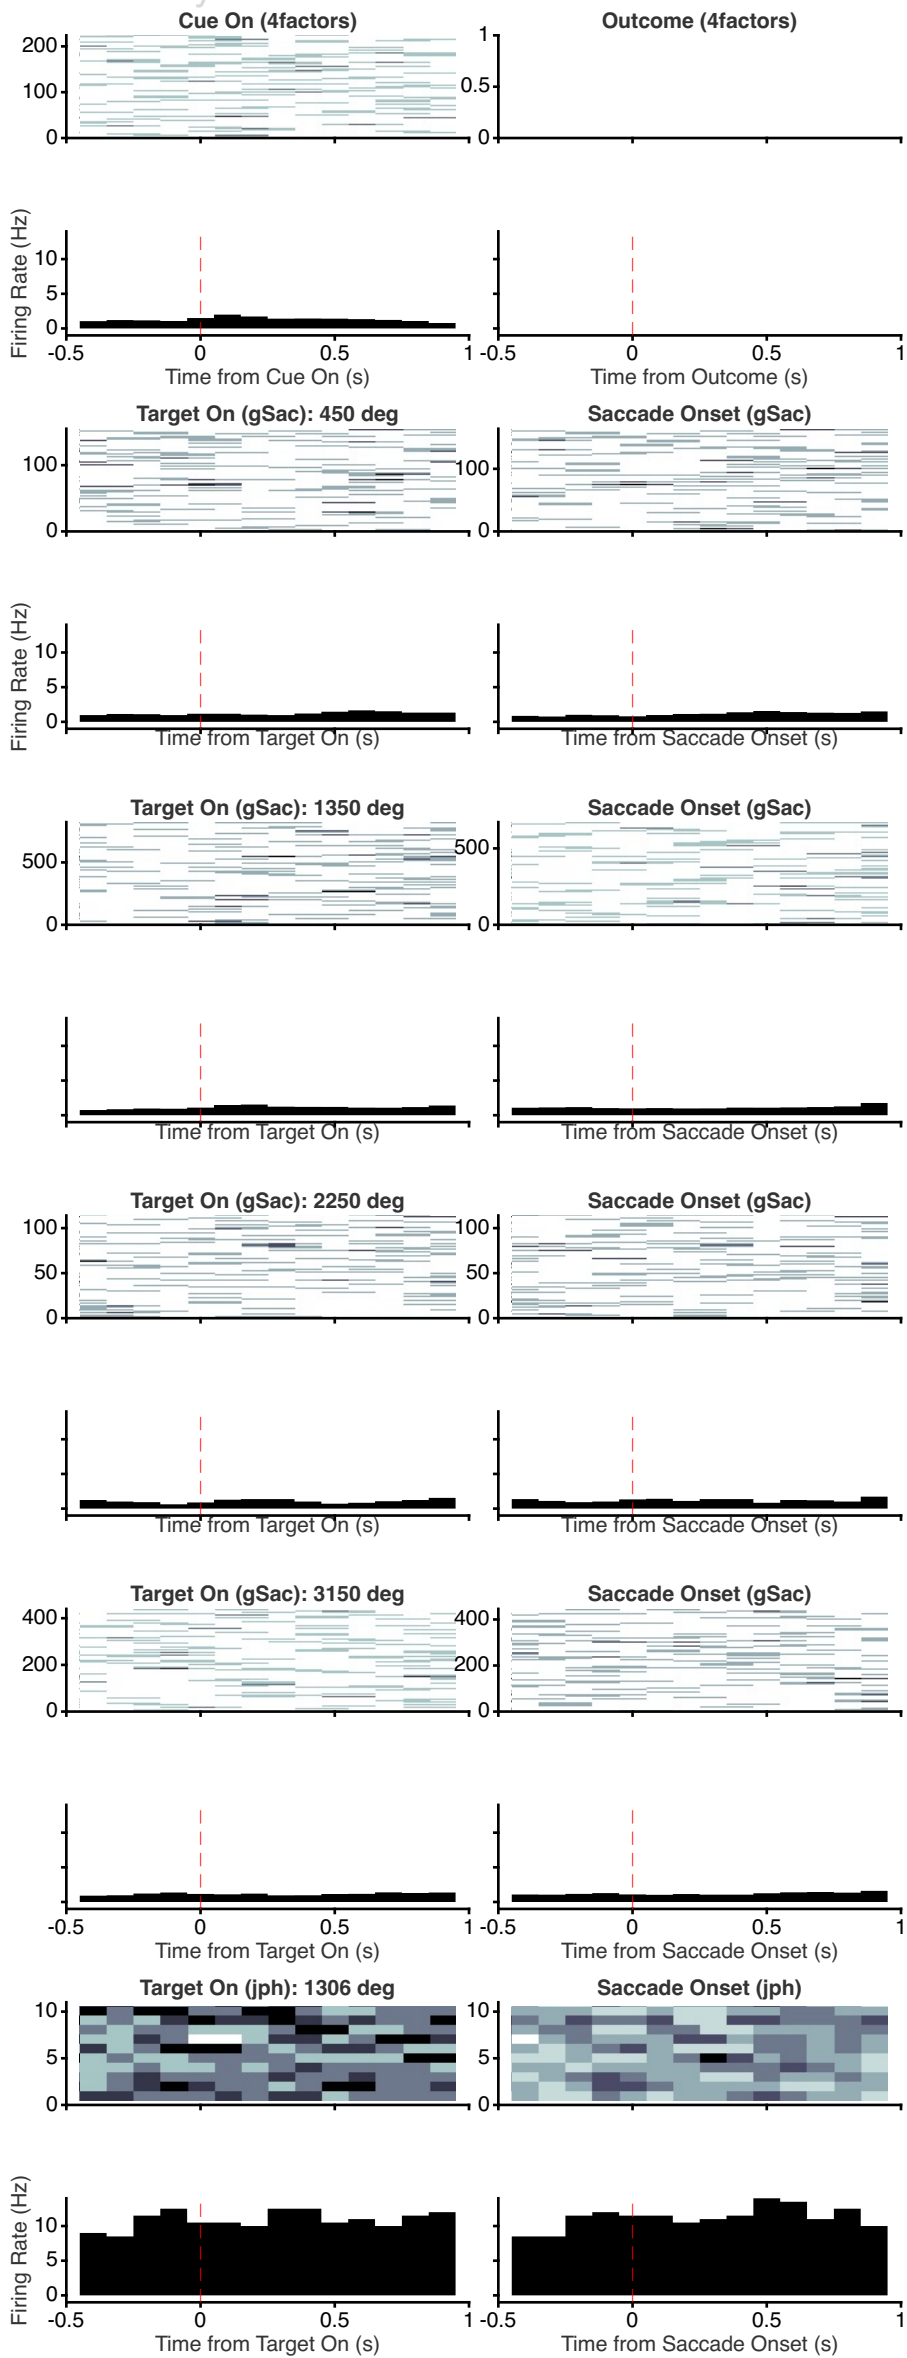 Cue On (4factors) Outcome (4factors)
200 1
100 0.5
0 0
Firing Rate (Hz)
10
5
0
-0.5 0 0.5 1 -0.5 0 0.5 1
Time from Cue On (s) Time from Outcome (s)
Target On (gSac): 450 deg Saccade Onset (gSac)
100 100
0 0
Firing Rate (Hz)
10
5
0
Time from Target On (s) Time from Saccade Onset (s)
Target On (gSac): 1350 deg Saccade Onset (gSac)
500 500
0 0
Time from Target On (s) Time from Saccade Onset (s)
Target On (gSac): 2250 deg Saccade Onset (gSac)
100 100
50 50
0 0
Time from Target On (s) Time from Saccade Onset (s)
Target On (gSac): 3150 deg Saccade Onset (gSac)
400 400
200 200
0 0
-0.5 0 0.5 1 -0.5 0 0.5 1
Time from Target On (s) Time from Saccade Onset (s)
Target On (jph): 1306 deg Saccade Onset (jph)
10 10
5 5
0 0
Firing Rate (Hz)
10
5
0
-0.5 0 0.5 1 -0.5 0 0.5 1
Time from Target On (s) Time from Saccade Onset (s)